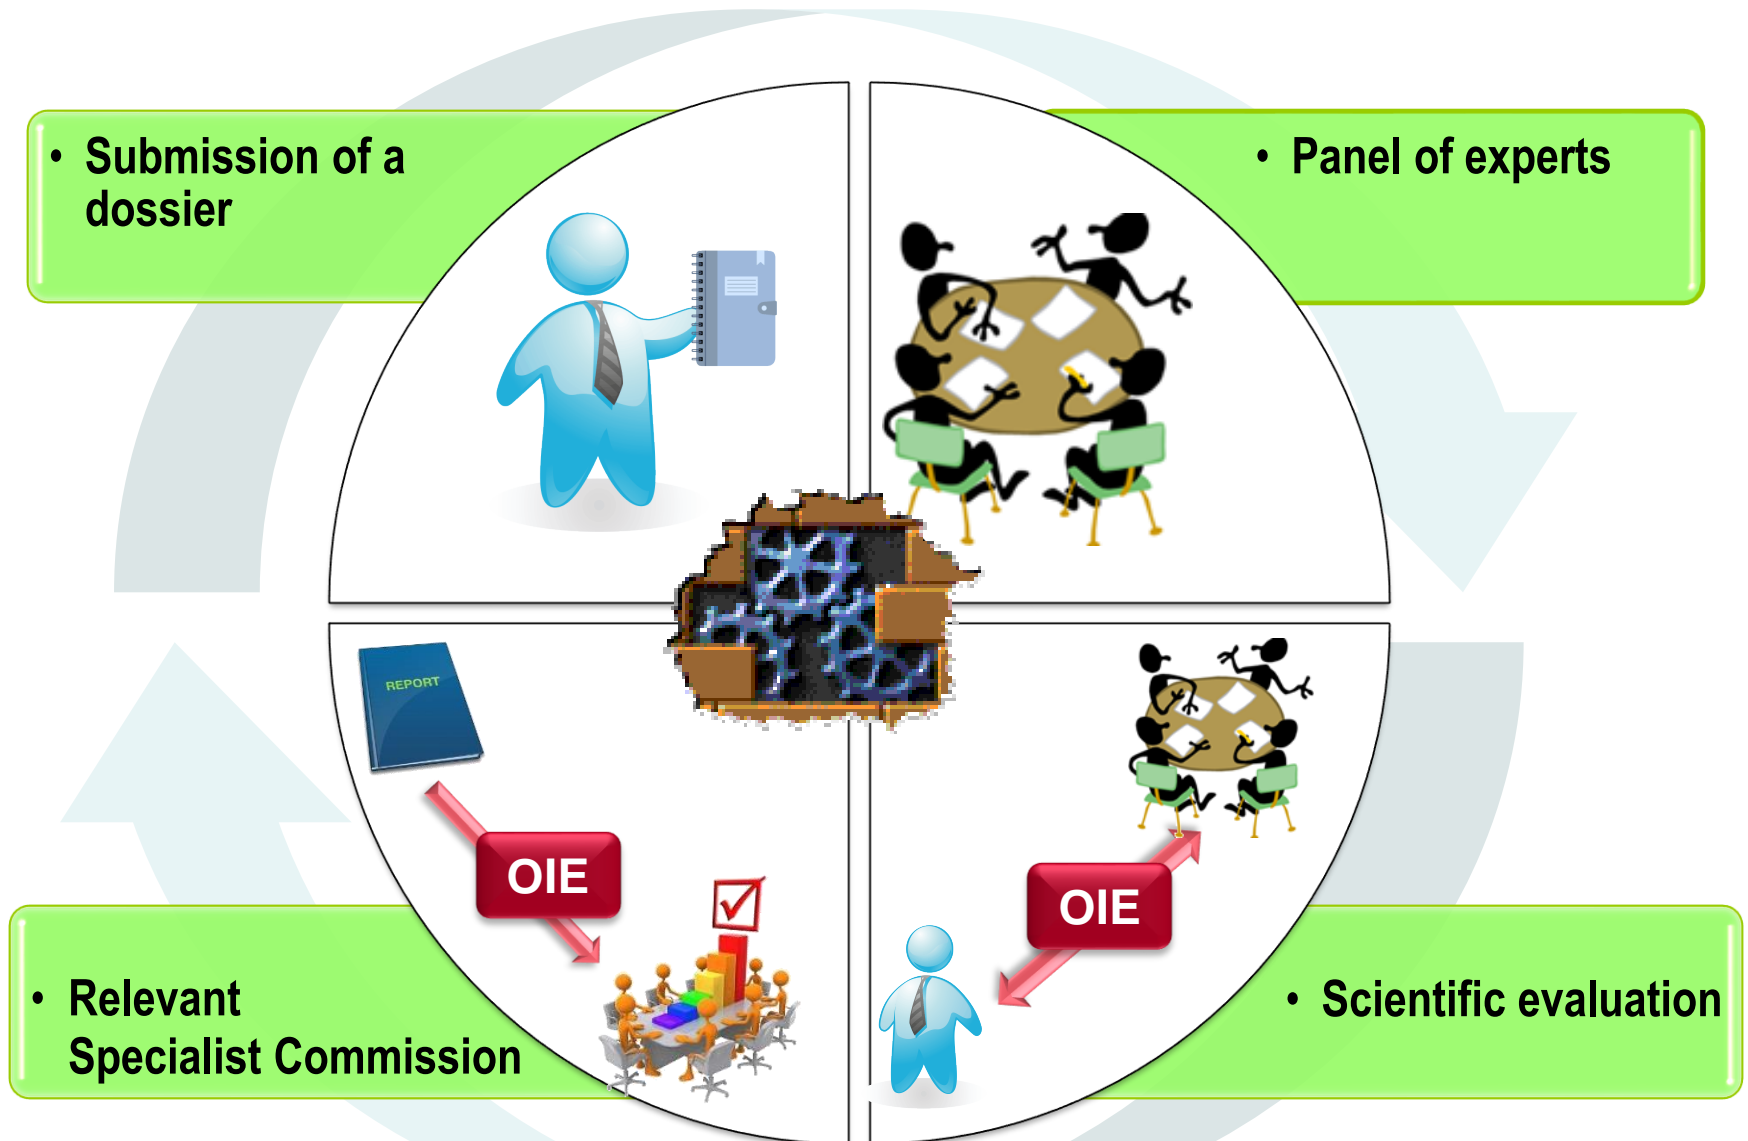 • Submission of a
dossier
• Panel of experts
REPORT
OIE
OIE
• Relevant
Specialist Commission
• Scientific evaluation